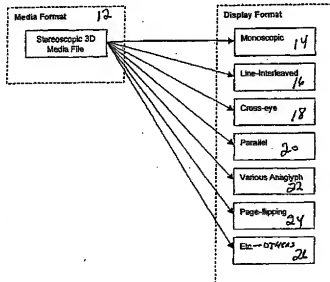 Media Format 12
Stereoscopic 3D
Media File
Display Format
Monoscopic 14
Line-Interleaved
16
Cross-eye 18
Parallel 20
Various Anaglyph
22
Page-flipping
24
Etc - OTHERS
26